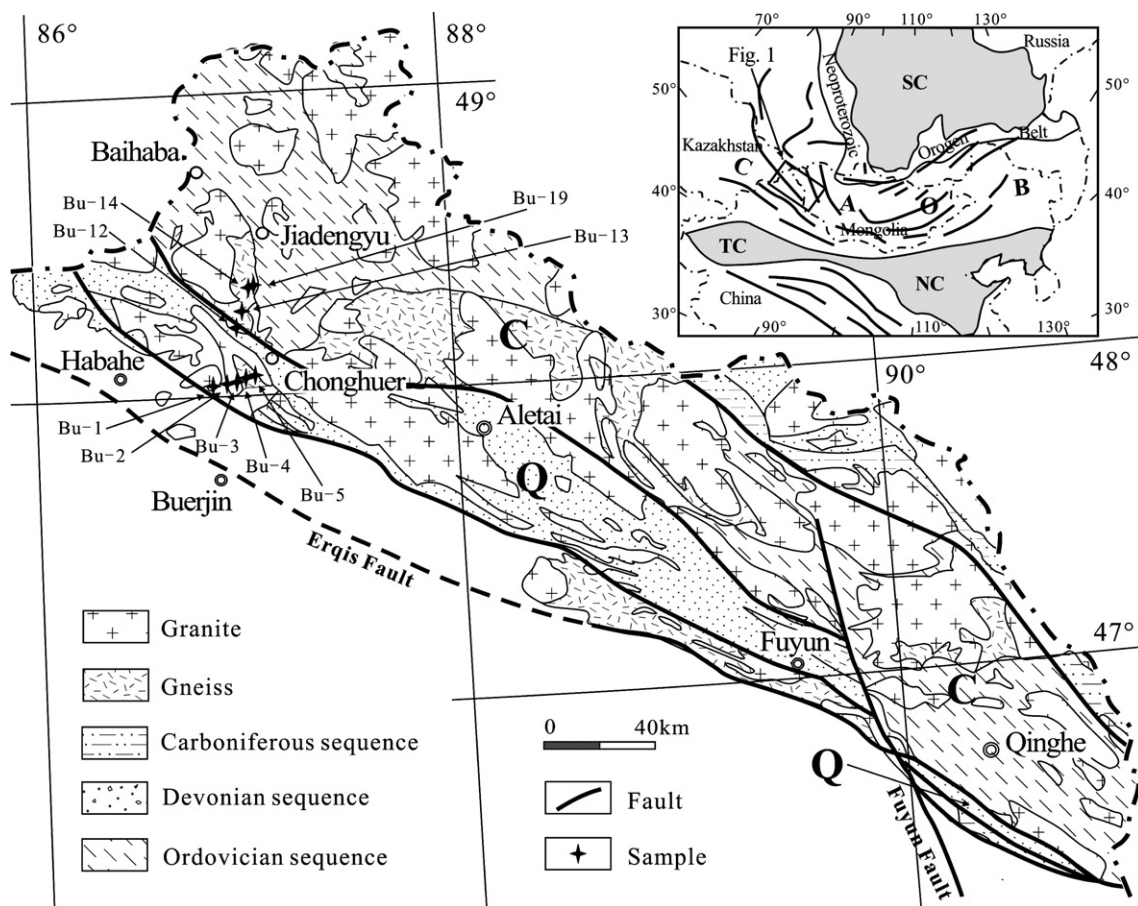 86°
88°
49°
Baihaba
Bu-14
Bu-12
Jiadengyu
Bu-19
Bu-13
Habahe
Chonghuer
C
48°
90°
Bu-1
Bu-2
Bu-3
Bu-4
Bu-5
Aletai
Q
Buerjin
Erqis Fault
47°
Fuyun
C
Qinghe
Q
Fuyun Fault
Granite
Gneiss
Carboniferous sequence
Devonian sequence
Ordovician sequence
0 40km
Fault
Sample
70° 90° 110° 130°
Fig. 1
Russia
Neoproterozoic
SC
50°
50°
Kazakhstan
Orogen
Belt
C
A
O
B
40°
40°
Mongolia
TC
NC
China
30°
30°
90°
110°
130°